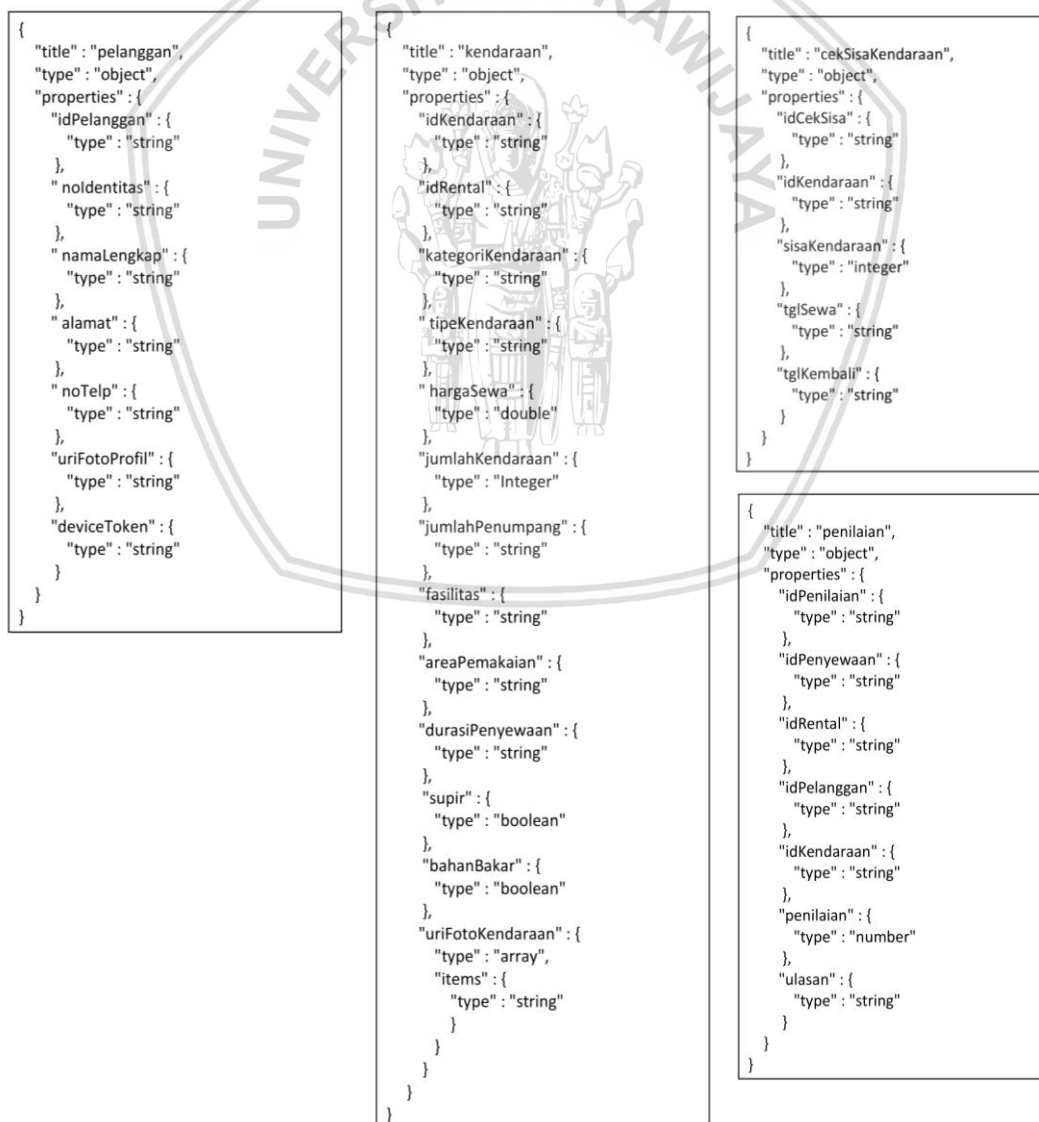 {
"title" : "pelanggan",
"type" : "object",
"properties" : {
"idPelanggan" : {
"type" : "string"
},
" noIdentitas" : {
"type" : "string"
},
" namaLengkap" : {
"type" : "string"
},
" alamat" : {
"type" : "string"
},
" noTelp" : {
"type" : "string"
},
"uriFotoProfil" : {
"type" : "string"
},
"deviceToken" : {
"type" : "string"
}
}
}
{
"title" : "kendaraan",
"type" : "object",
"properties" : {
"idKendaraan" : {
"type" : "string"
},
"idRental" : {
"type" : "string"
},
"kategoriKendaraan" : {
"type" : "string"
},
" tipeKendaraan" : {
"type" : "string"
},
" hargaSewa" : {
"type" : "double"
},
"jumlahKendaraan" : {
"type" : "Integer"
},
"jumlahPenumpang" : {
"type" : "string"
},
"fasilitas" : {
"type" : "string"
},
"areaPemakaian" : {
"type" : "string"
},
"durasiPenyewaan" : {
"type" : "string"
},
"supir" : {
"type" : "boolean"
},
"bahanBakar" : {
"type" : "boolean"
},
"uriFotoKendaraan" : {
"type" : "array",
"items" : {
"type" : "string"
}
}
}
}
}
{
"title" : "cekSisaKendaraan",
"type" : "object",
"properties" : {
"idCekSisa" : {
"type" : "string"
},
"idKendaraan" : {
"type" : "string"
},
"sisaKendaraan" : {
"type" : "integer"
},
"tglSewa" : {
"type" : "string"
},
"tglKembali" : {
"type" : "string"
}
}
}
{
"title" : "penilaian",
"type" : "object",
"properties" : {
"idPenilaian" : {
"type" : "string"
},
"idPenyewaan" : {
"type" : "string"
},
"idRental" : {
"type" : "string"
},
"idPelanggan" : {
"type" : "string"
},
"idKendaraan" : {
"type" : "string"
},
"penilaian" : {
"type" : "number"
},
"ulasan" : {
"type" : "string"
}
}
}